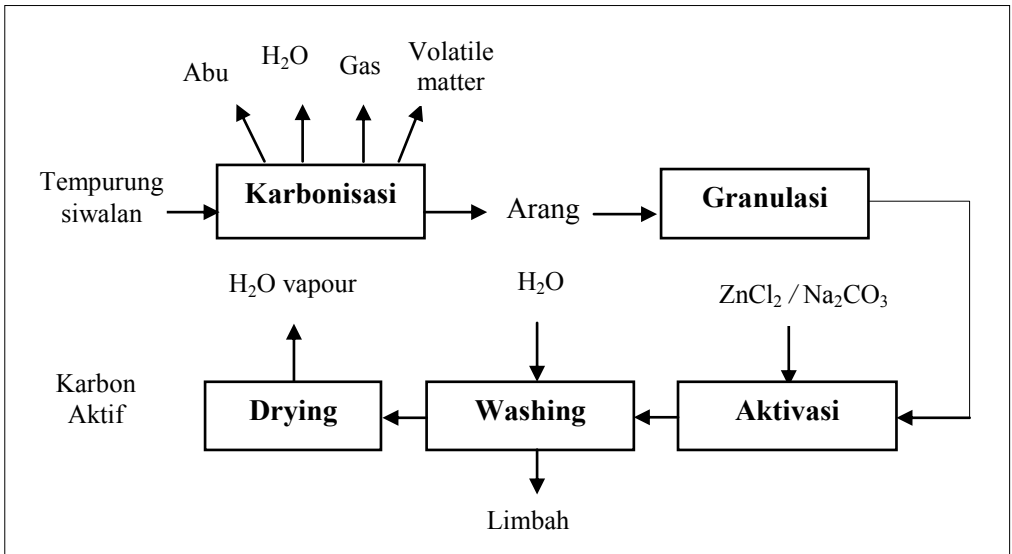 Abu
H₂O
Gas
Volatile
matter
Tempurung
siwalan
Karbonisasi
Arang
Granulasi
H₂O vapour
H₂O
ZnCl₂ / Na₂CO₃
Karbon
Aktif
Drying
Washing
Aktivasi
Limbah